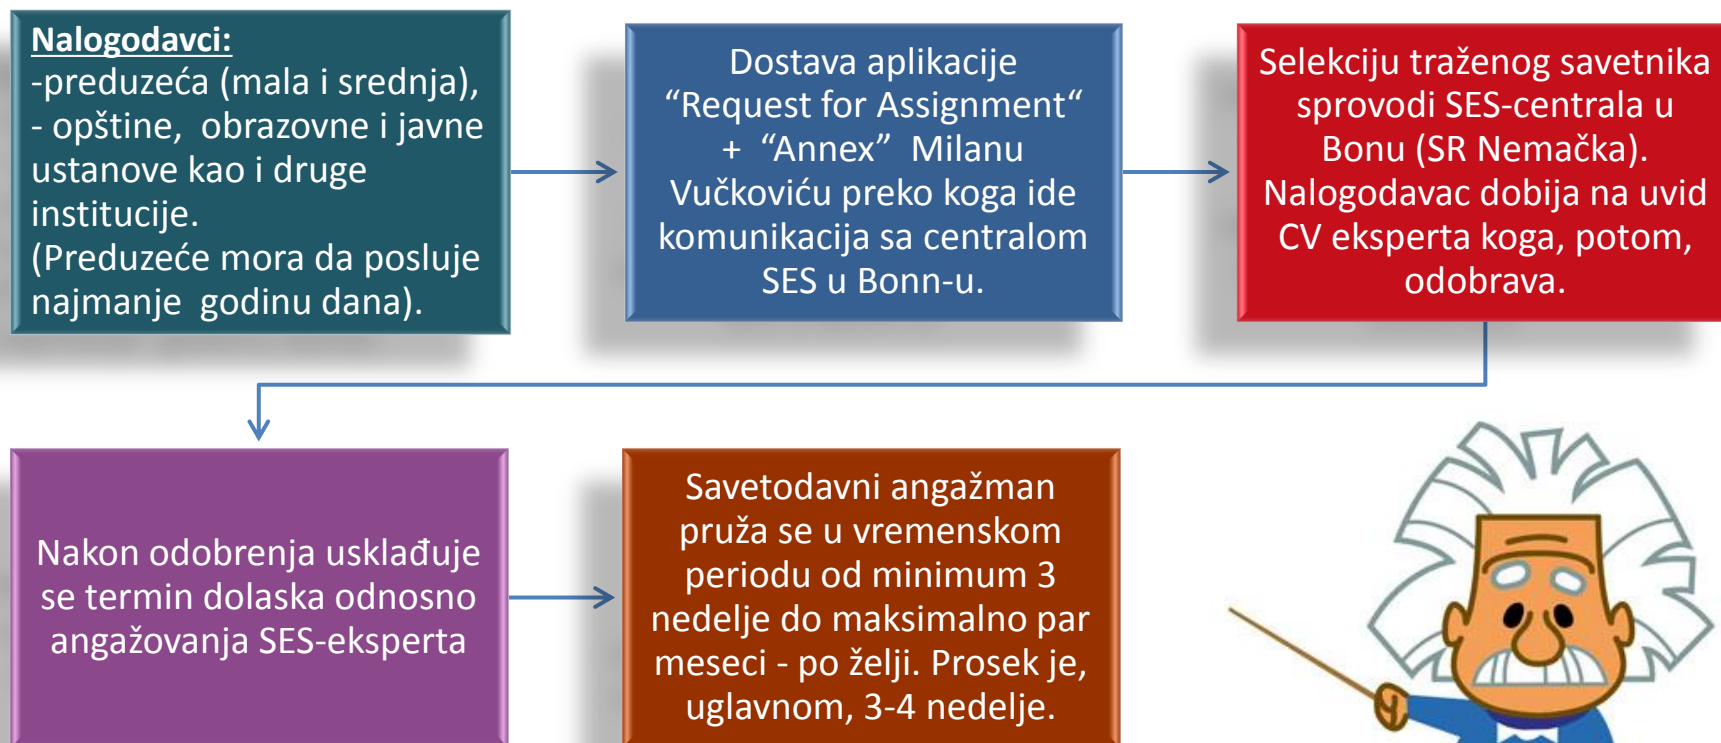 Nalogodavci:
-preduzeća (mala i srednja),
- opštine, obrazovne i javne
ustanove kao i druge
institucije.
(Preduzeće mora da posluje
najmanje godinu dana).
Dostava aplikacije
“Request for Assignment“
+ “Annex” Milanu
Vučkoviću preko koga ide
komunikacija sa centralom
SES u Bonn-u.
Selekciju traženog savetnika
sprovodi SES-centrala u
Bonu (SR Nemačka).
Nalogodavac dobija na uvid
CV eksperta koga, potom,
odobrava.
Nakon odobrenja usklađuje
se termin dolaska odnosno
angažovanja SES-eksperta
Savetodavni angažman
pruža se u vremenskom
periodu od minimum 3
nedelje do maksimalno par
meseci - po želji. Prosek je,
uglavnom, 3-4 nedelje.